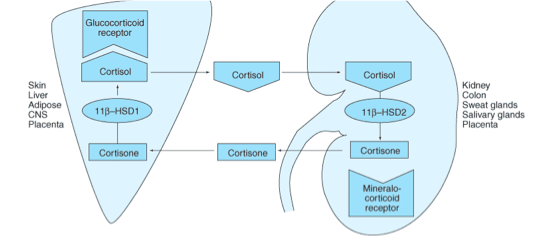 Glucocorticoid
receptor
Cortisol
Cortisol
Cortisol
Skin
Liver
Adipose
CNS
Placenta
11β–HSD1
11β–HSD2
Kidney
Colon
Sweat glands
Salivary glands
Placenta
Cortisone
Cortisone
Cortisone
Mineralo-
corticoid
receptor